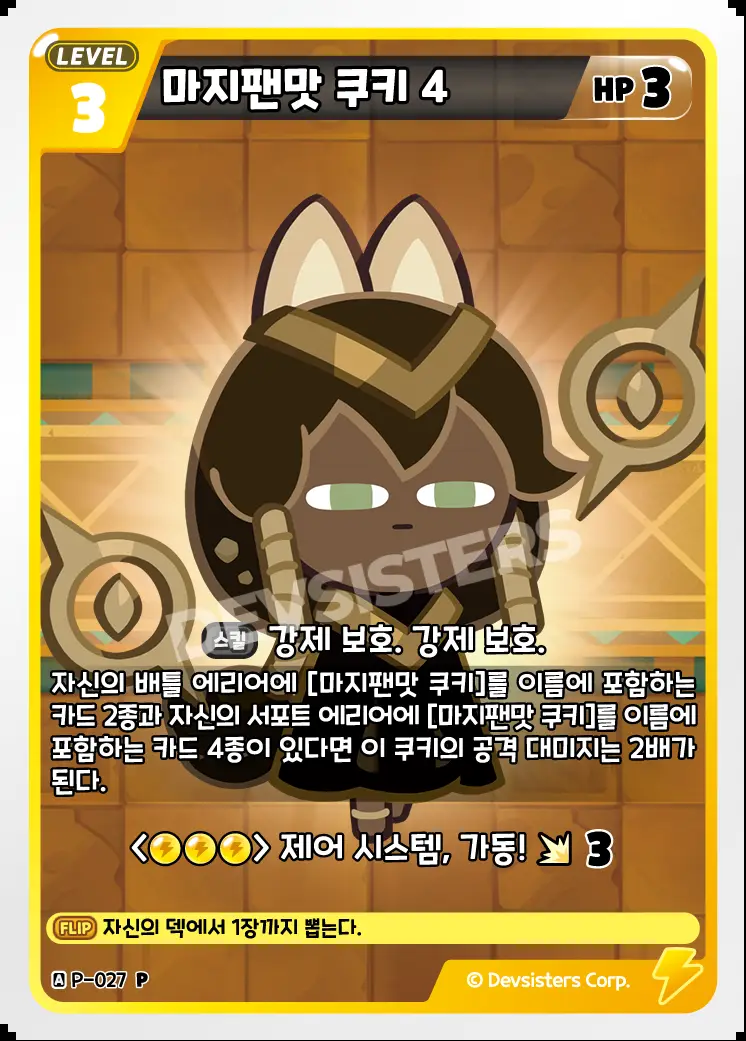 LEVEL
3
마지팬맛 쿠키 4
HP 3
DEVSISTERS
스킬 강제 보호. 강제 보호.
자신의 배틀 에리어에 [마지팬맛 쿠키]를 이름에 포함하는
카드 2종과 자신의 서포트 에리어에 [마지팬맛 쿠키]를 이름에
포함하는 카드 4종이 있다면 이 쿠키의 공격 대미지는 2배가
된다.
< > 제어 시스템, 가동! 3
FLIP 자신의 덱에서 1장까지 뽑는다.
A P-027 P
© Devsisters Corp.